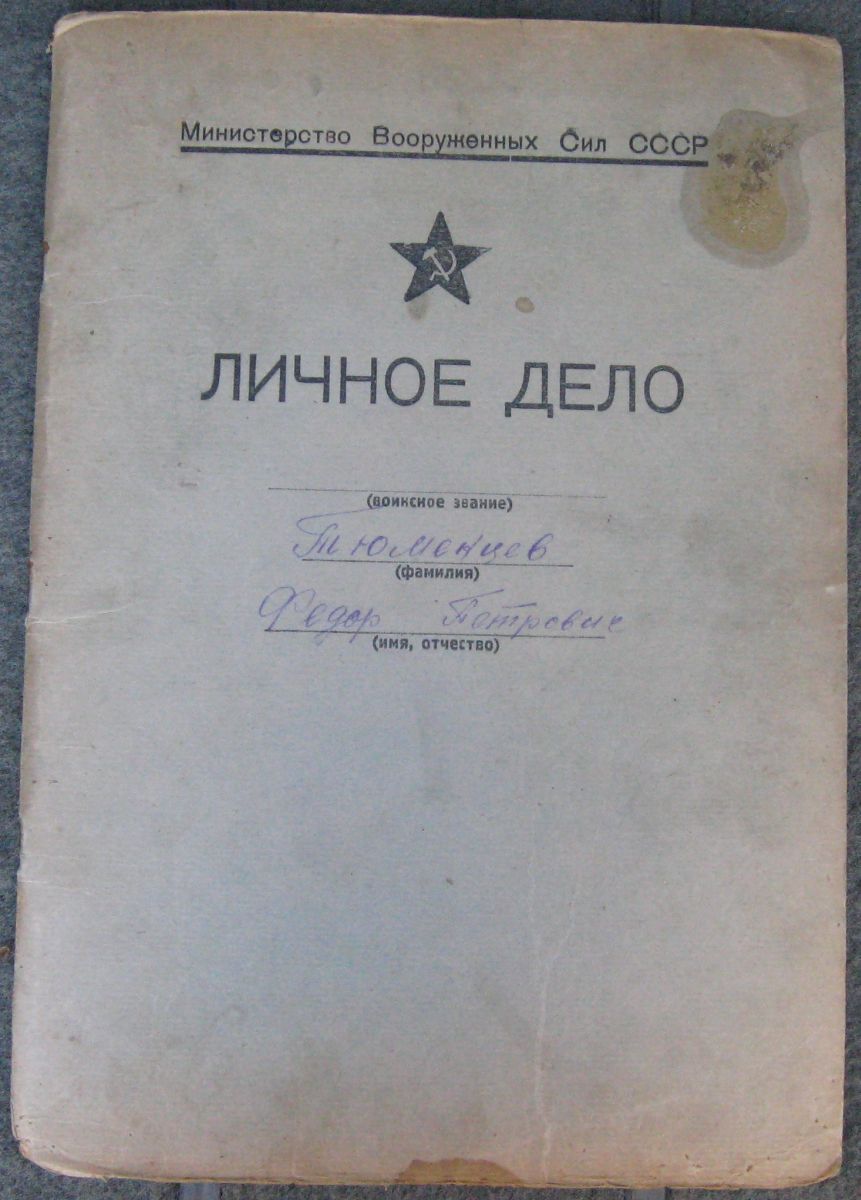 Министерство Вооруженных Сил СССР
ЛИЧНОЕ ДЕЛО
(воинское звание)
Тюменцев
(фамилия)
Федор Петрович
(имя, отчество)